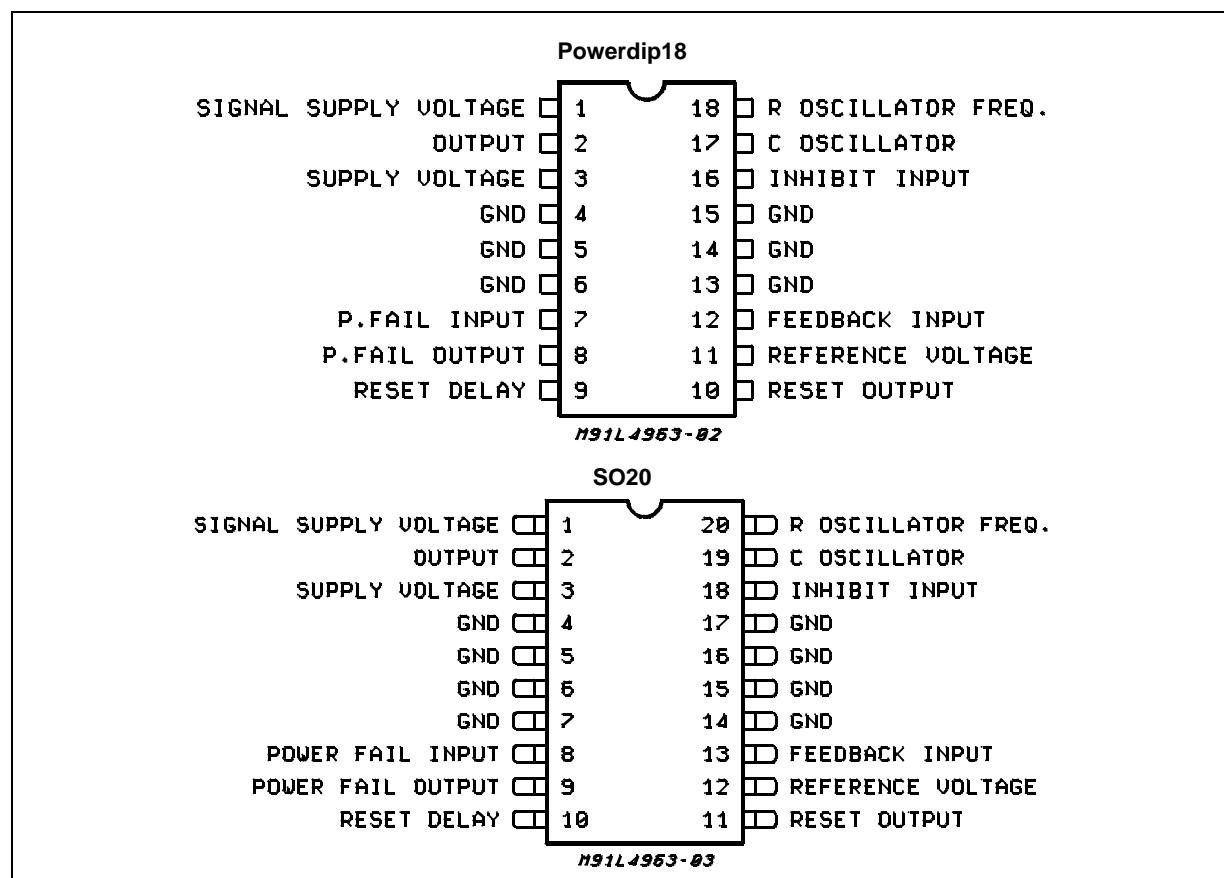 Powerdip18
SIGNAL SUPPLY VOLTAGE 1 18 R OSCILLATOR FREQ.
OUTPUT 2 17 C OSCILLATOR
SUPPLY VOLTAGE 3 16 INHIBIT INPUT
GND 4 15 GND
GND 5 14 GND
GND 6 13 GND
P.FAIL INPUT 7 12 FEEDBACK INPUT
P.FAIL OUTPUT 8 11 REFERENCE VOLTAGE
RESET DELAY 9 10 RESET OUTPUT
M91L4963-02
SO20
SIGNAL SUPPLY VOLTAGE 1 20 R OSCILLATOR FREQ.
OUTPUT 2 19 C OSCILLATOR
SUPPLY VOLTAGE 3 18 INHIBIT INPUT
GND 4 17 GND
GND 5 16 GND
GND 6 15 GND
GND 7 14 GND
POWER FAIL INPUT 8 13 FEEDBACK INPUT
POWER FAIL OUTPUT 9 12 REFERENCE VOLTAGE
RESET DELAY 10 11 RESET OUTPUT
M91L4963-03